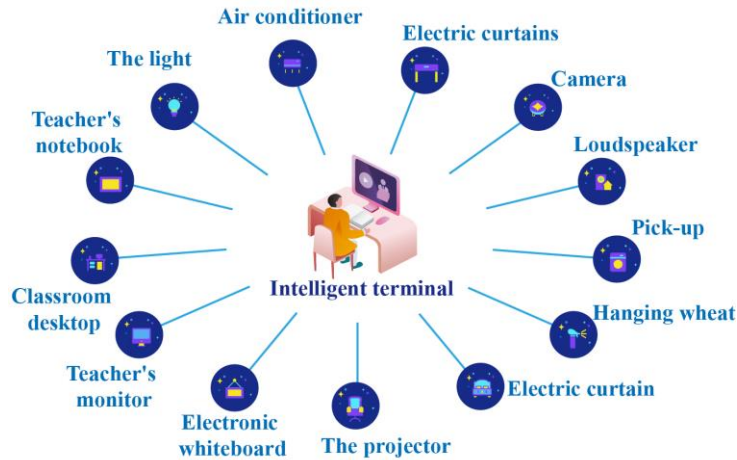 Air conditioner
Electric curtains
The light
Camera
Teacher's
notebook
Loudspeaker
Pick-up
Classroom
desktop
Intelligent terminal
Hanging wheat
Teacher's
monitor
Electric curtain
Electronic
whiteboard
The projector